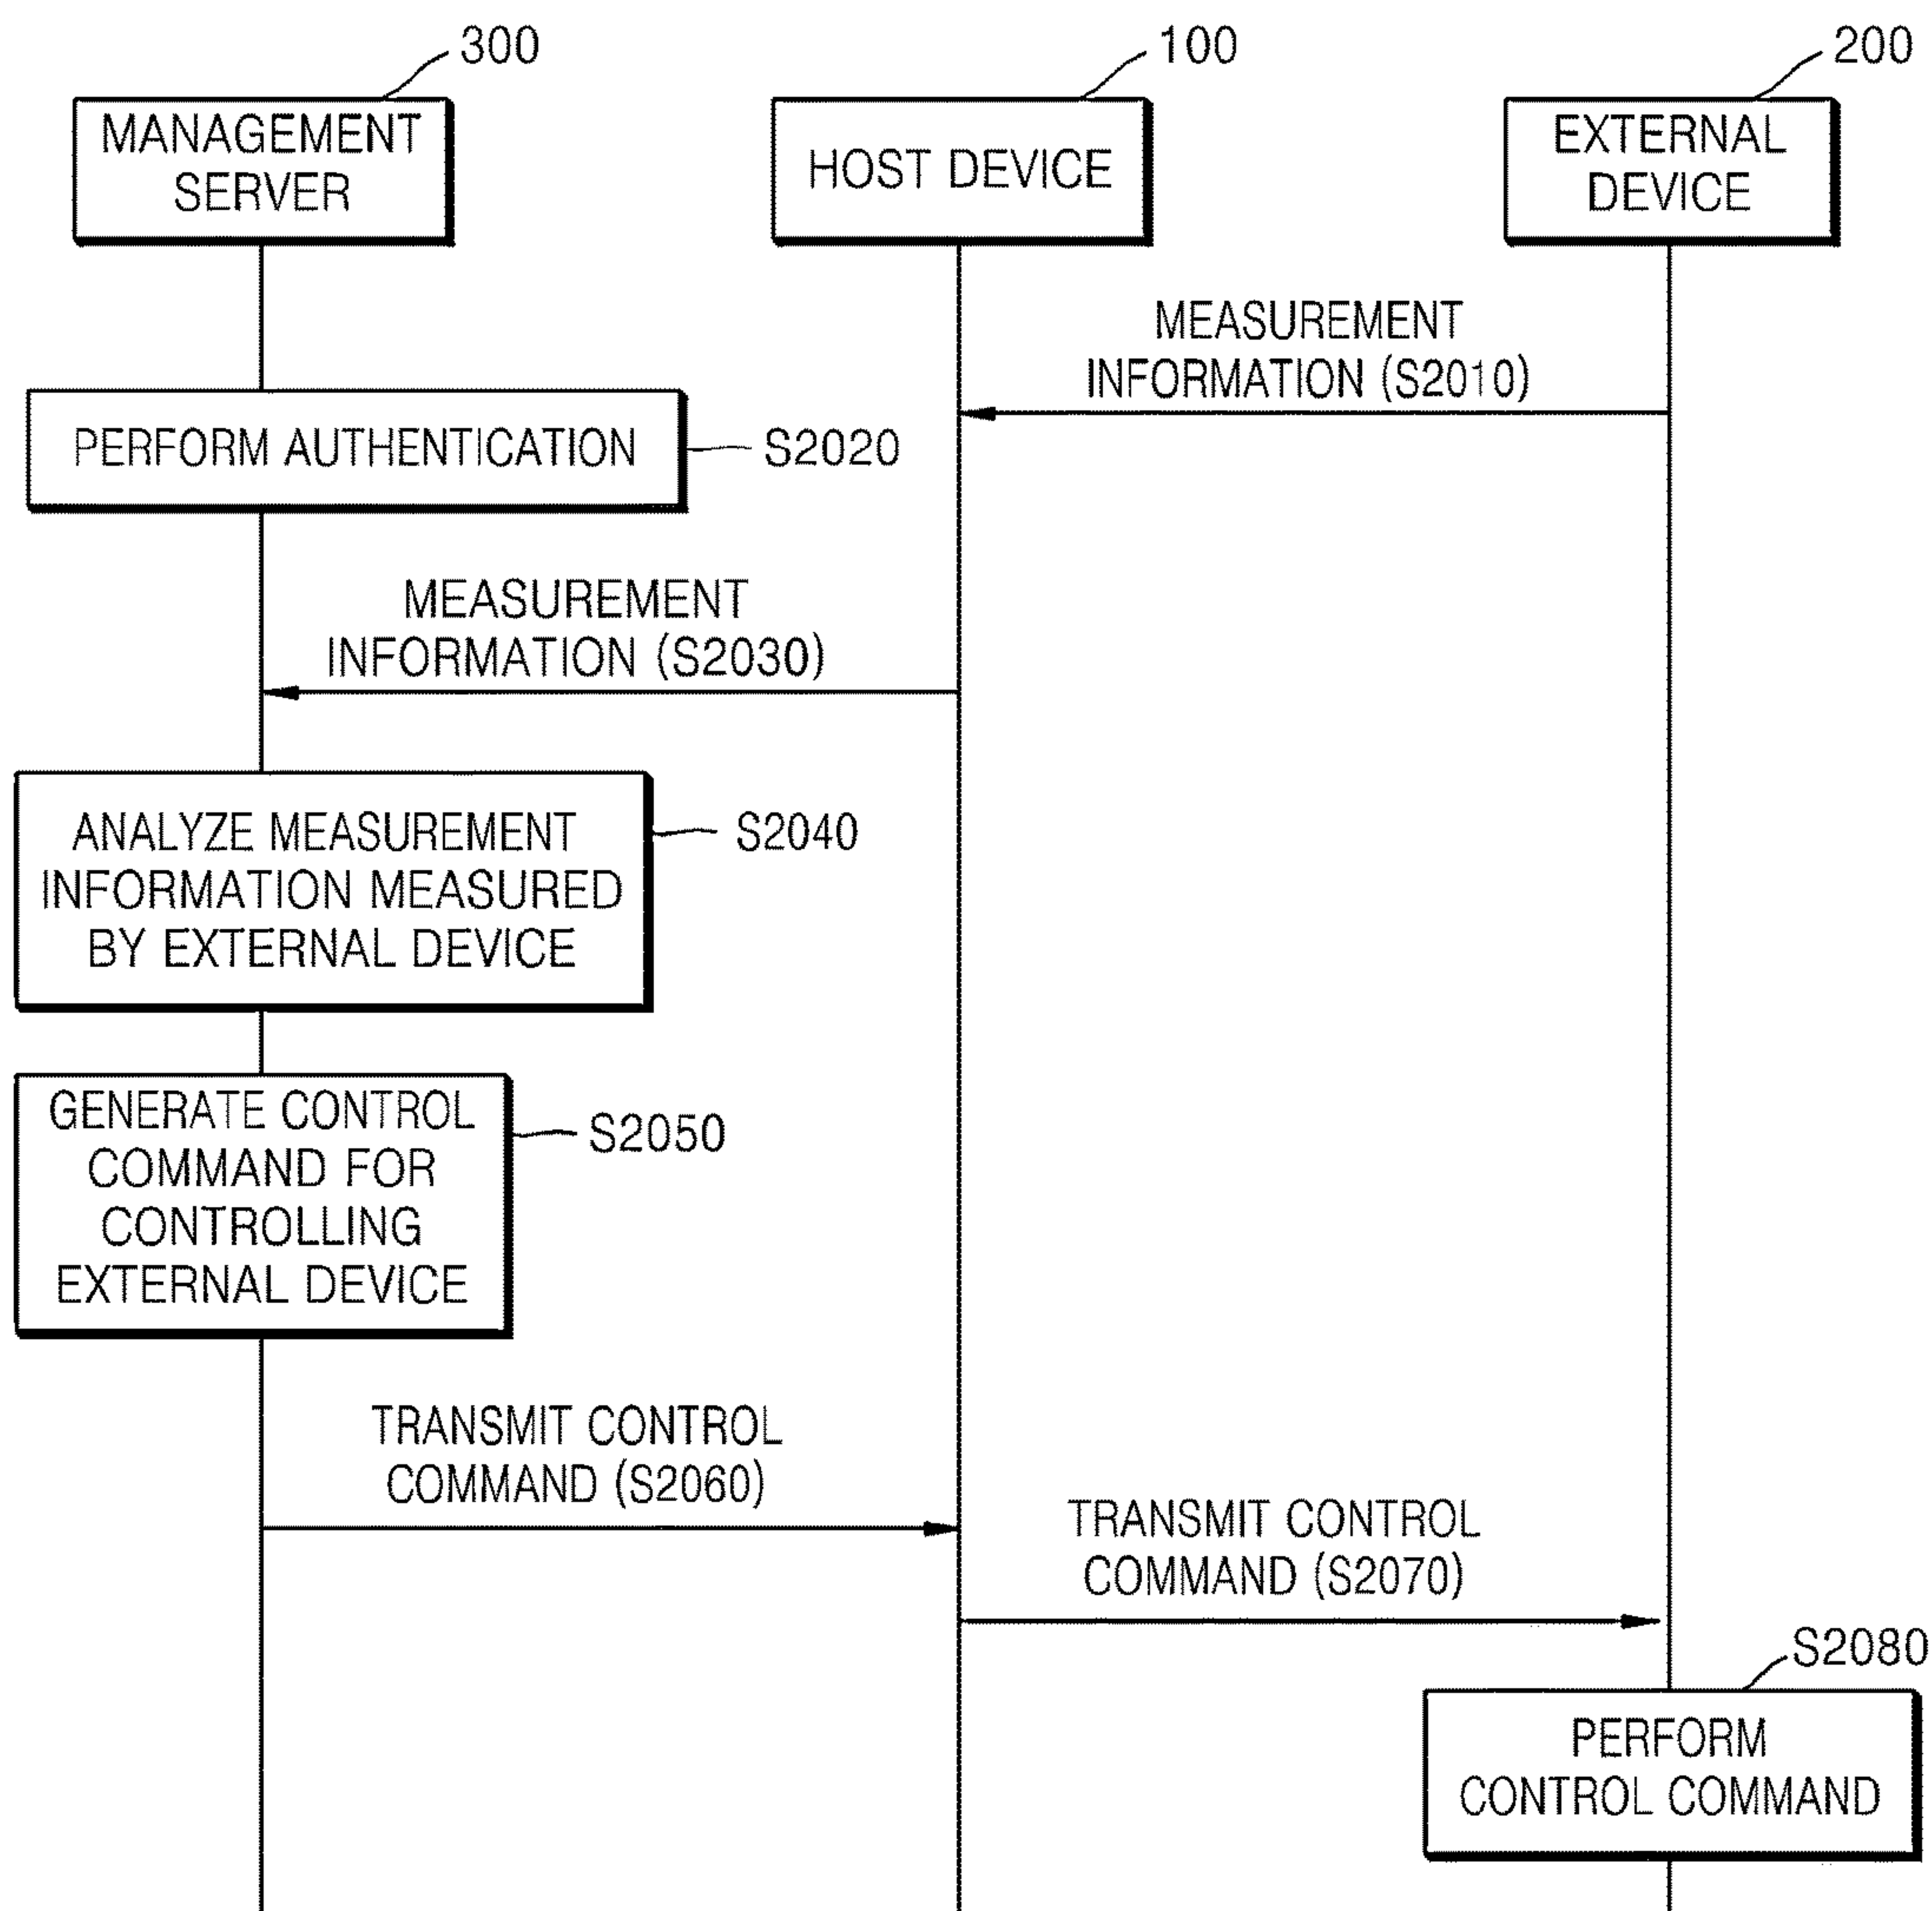 300
100
200
MANAGEMENT
SERVER
HOST DEVICE
EXTERNAL
DEVICE
MEASUREMENT
INFORMATION (S2010)
PERFORM AUTHENTICATION
S2020
MEASUREMENT
INFORMATION (S2030)
ANALYZE MEASUREMENT
INFORMATION MEASURED
BY EXTERNAL DEVICE
S2040
GENERATE CONTROL
COMMAND FOR
CONTROLLING
EXTERNAL DEVICE
S2050
TRANSMIT CONTROL
COMMAND (S2060)
TRANSMIT CONTROL
COMMAND (S2070)
S2080
PERFORM
CONTROL COMMAND